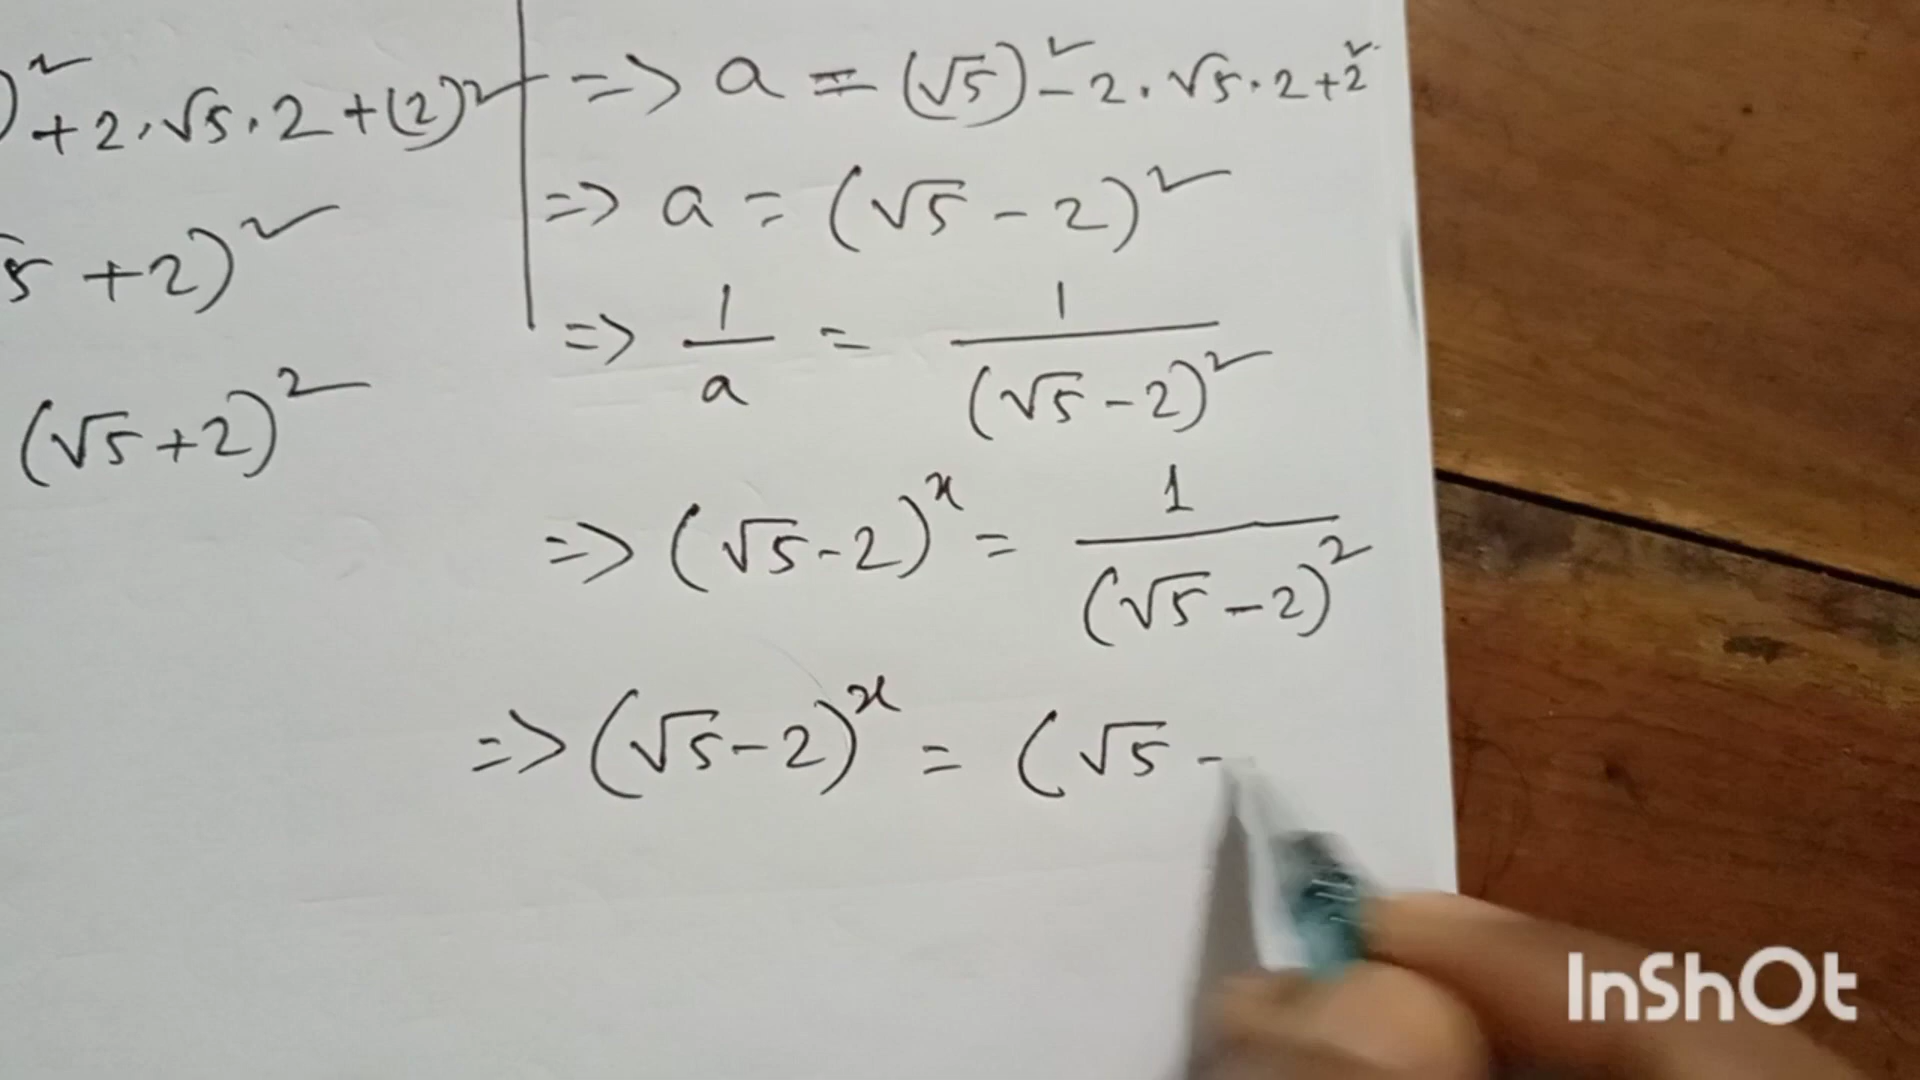 )² + 2.√5.2 + (2)²
√5 + 2)²
(√5 + 2)²
=> a = (√5)² - 2.√5.2 + 2²
=> a = (√5 - 2)²
=> 1/a = 1/(√5 - 2)²
=> (√5 - 2)^x = 1/(√5 - 2)²
=> (√5 - 2)^x = (√5 -
InShOt